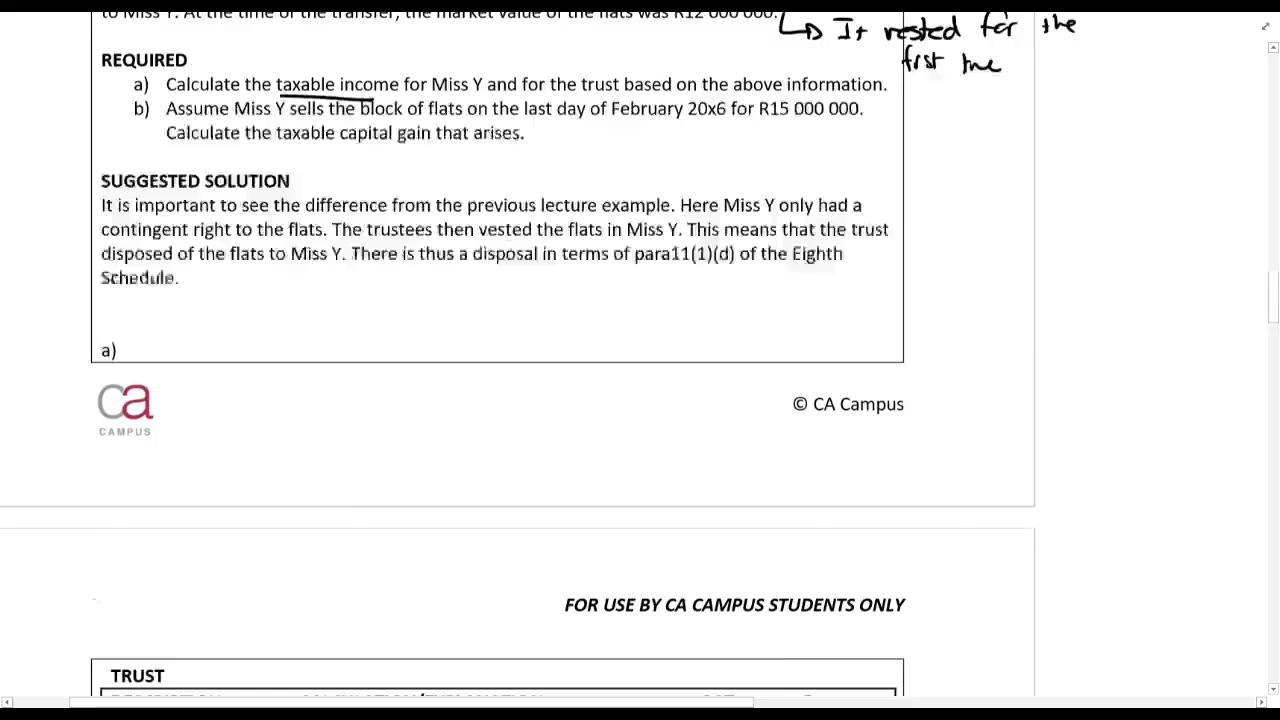 to Miss Y. At the time of the transfer, the market value of the flats was R12 000 000.
↳ It vested for the
first time
REQUIRED
a) Calculate the taxable income for Miss Y and for the trust based on the above information.
b) Assume Miss Y sells the block of flats on the last day of February 20x6 for R15 000 000.
Calculate the taxable capital gain that arises.
SUGGESTED SOLUTION
It is important to see the difference from the previous lecture example. Here Miss Y only had a
contingent right to the flats. The trustees then vested the flats in Miss Y. This means that the trust
disposed of the flats to Miss Y. There is thus a disposal in terms of para11(1)(d) of the Eighth
Schedule.
a)
ca
CAMPUS
© CA Campus
FOR USE BY CA CAMPUS STUDENTS ONLY
TRUST